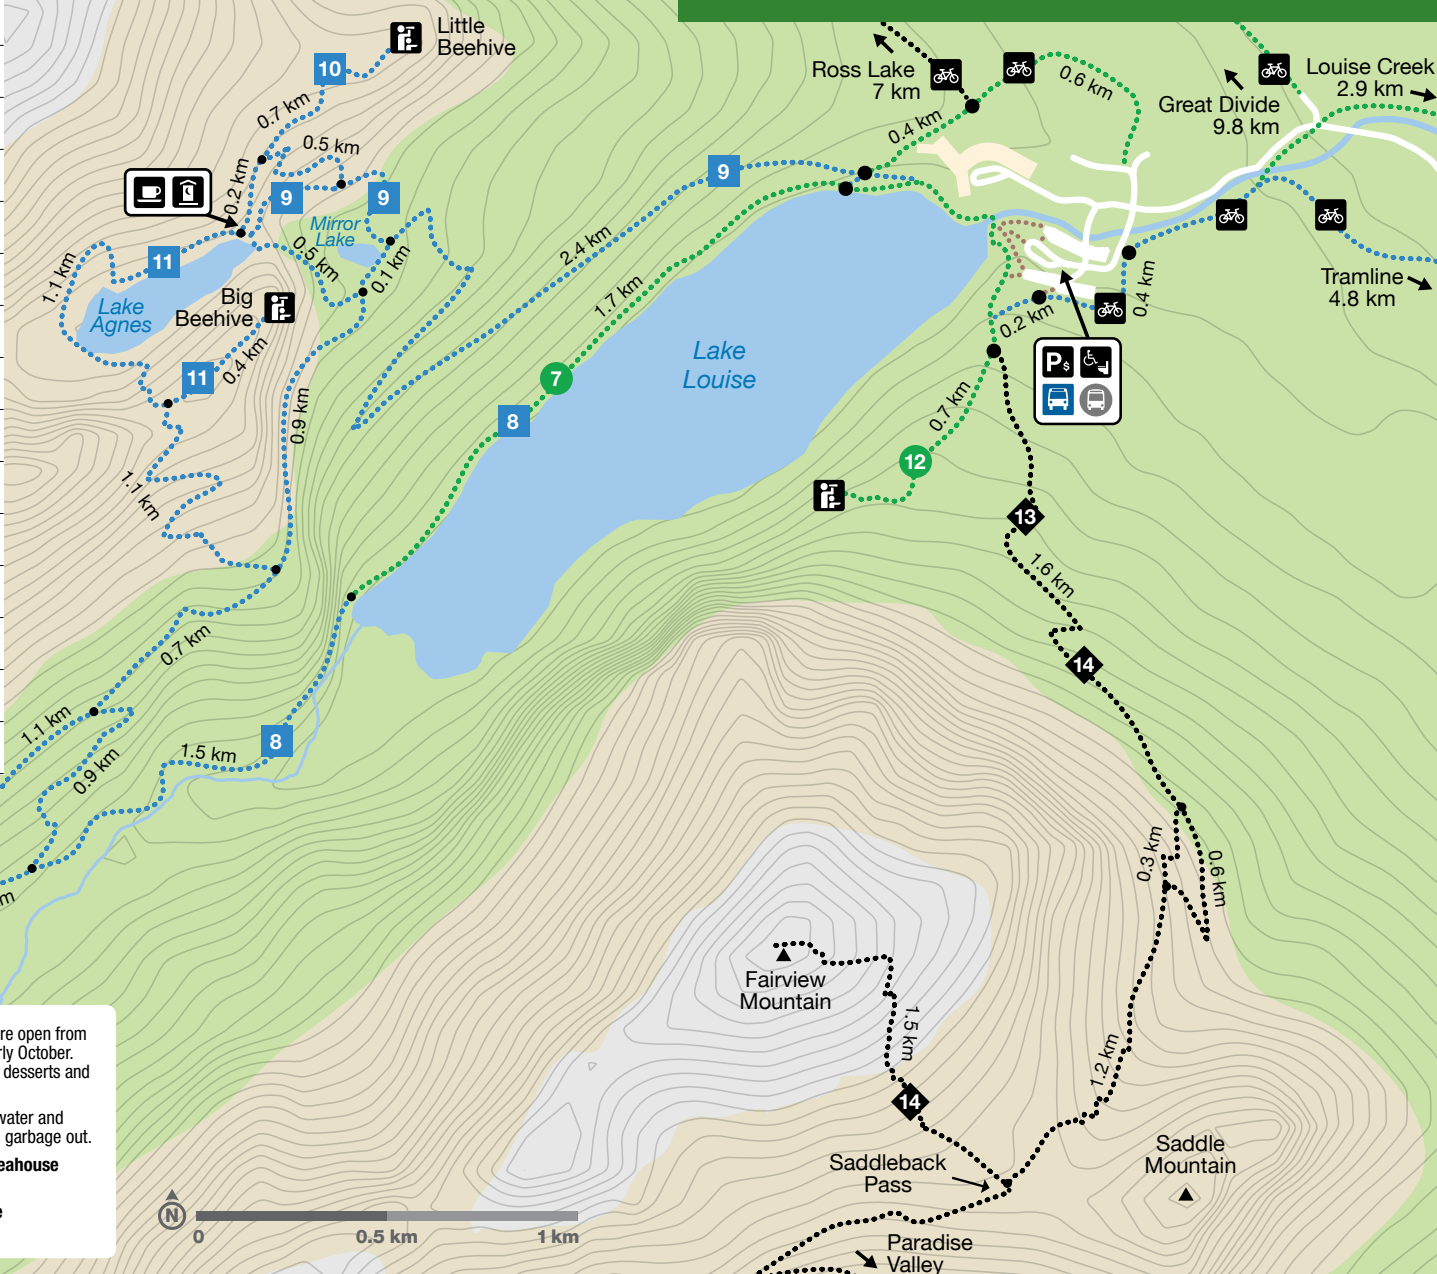 Little
Beehive
10
0.7 km
0.5 km
0.2 km
9
9
Mirror
Lake
0.5 km
0.1 km
11
1.1 km
Lake
Agnes
Big
Beehive
11
0.4 km
0.9 km
1.1 km
0.7 km
1.1 km
0.9 km
1.5 km
8
m
Ross Lake
7 km
0.4 km
0.6 km
Great Divide
9.8 km
Louise Creek
2.9 km
9
2.4 km
1.7 km
7
8
Lake
Louise
Tramline
4.8 km
0.4 km
0.2 km
P$
0.7 km
12
13
1.6 km
14
0.3 km
0.6 km
1.2 km
Fairview
Mountain
1.5 km
14
Saddleback
Pass
Saddle
Mountain
Paradise
Valley
re open from
rly October.
desserts and
water and
garbage out.
eahouse
e
N
0
0.5 km
1 km